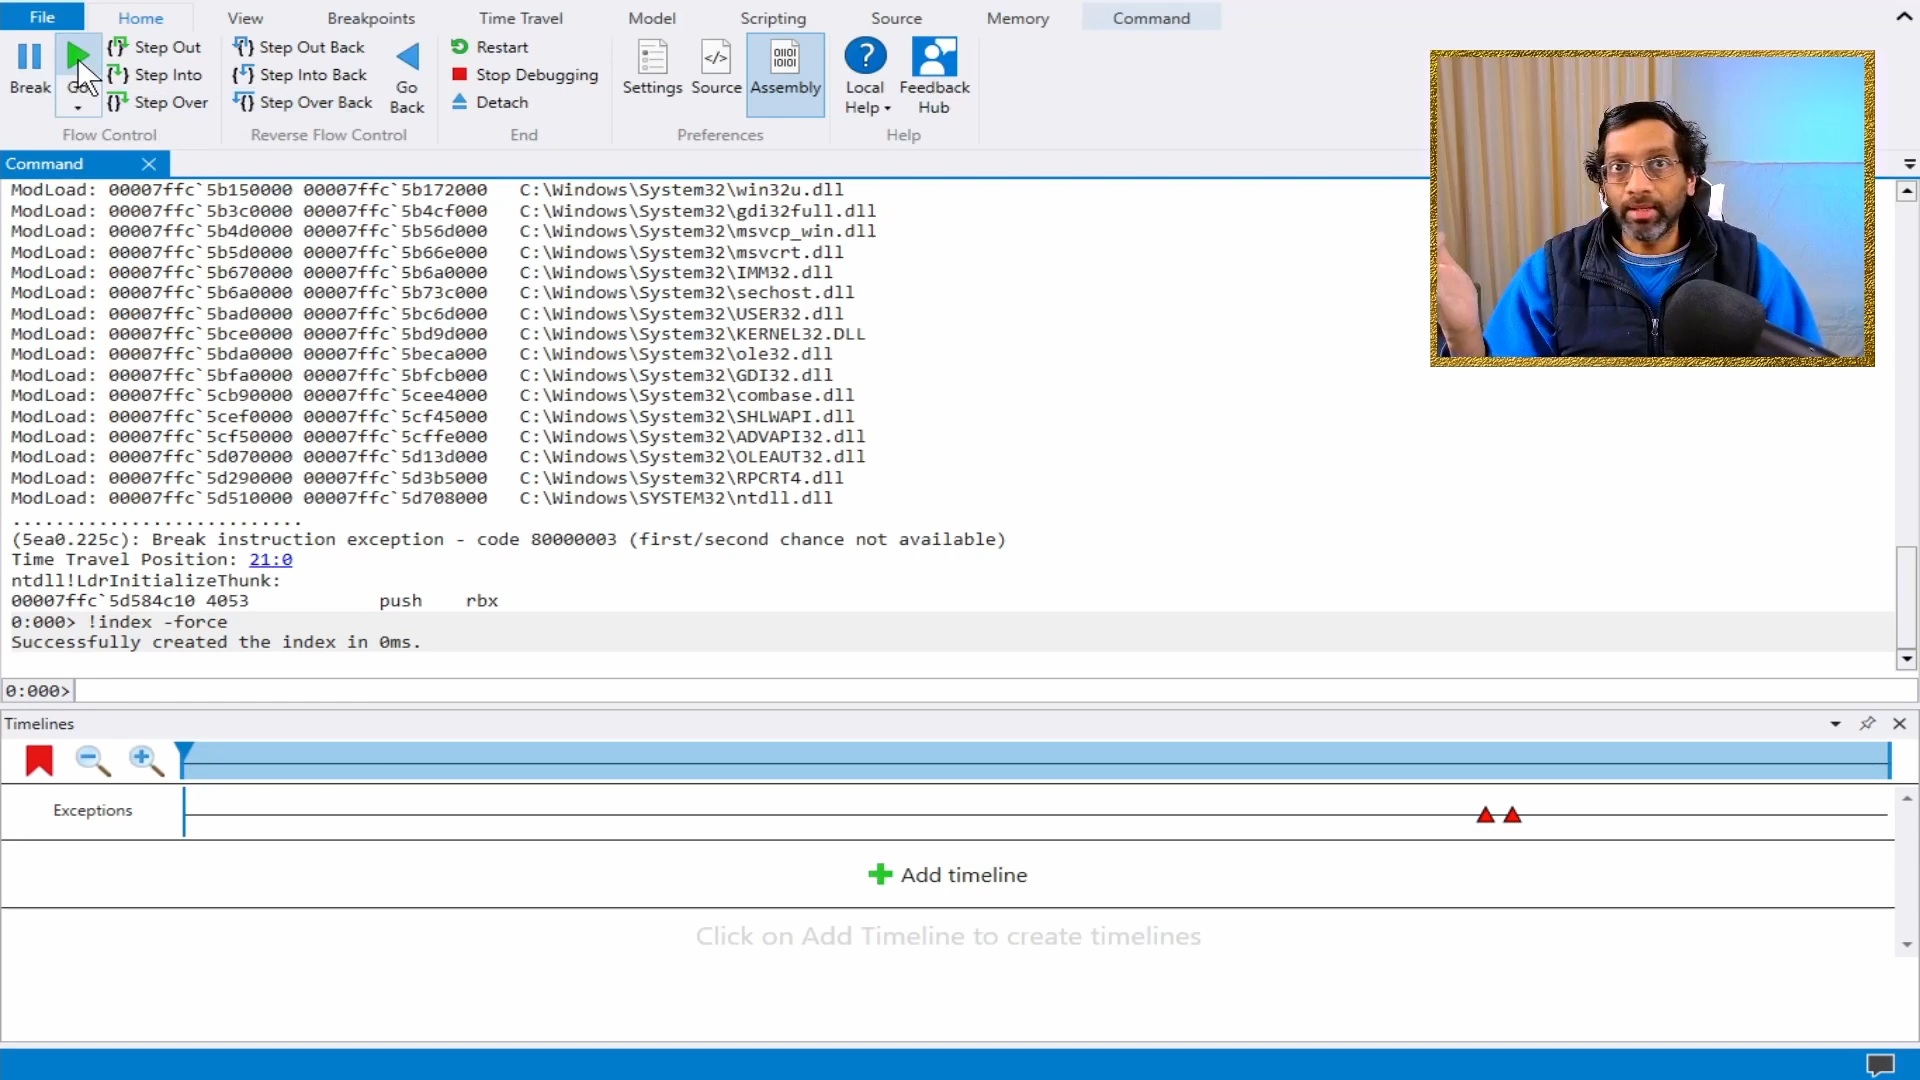 File Home View Breakpoints Time Travel Model Scripting Source Memory Command
Break Go Step Out Step Into Step Over
Flow Control
Step Out Back Step Into Back Step Over Back Go Back
Reverse Flow Control
Restart Stop Debugging Detach
End
Settings Source Assembly
Preferences
Local Help Feedback Hub
Help
Command
ModLoad: 00007ffc`5b150000 00007ffc`5b172000   C:\Windows\System32\win32u.dll
ModLoad: 00007ffc`5b3c0000 00007ffc`5b4cf000   C:\Windows\System32\gdi32full.dll
ModLoad: 00007ffc`5b4d0000 00007ffc`5b56d000   C:\Windows\System32\msvcp_win.dll
ModLoad: 00007ffc`5b5d0000 00007ffc`5b66e000   C:\Windows\System32\msvcrt.dll
ModLoad: 00007ffc`5b670000 00007ffc`5b6a0000   C:\Windows\System32\IMM32.dll
ModLoad: 00007ffc`5b6a0000 00007ffc`5b73c000   C:\Windows\System32\sechost.dll
ModLoad: 00007ffc`5bad0000 00007ffc`5bc6d000   C:\Windows\System32\USER32.dll
ModLoad: 00007ffc`5bce0000 00007ffc`5bd9d000   C:\Windows\System32\KERNEL32.DLL
ModLoad: 00007ffc`5bda0000 00007ffc`5beca000   C:\Windows\System32\ole32.dll
ModLoad: 00007ffc`5bfa0000 00007ffc`5bfcb000   C:\Windows\System32\GDI32.dll
ModLoad: 00007ffc`5cb90000 00007ffc`5cee4000   C:\Windows\System32\combase.dll
ModLoad: 00007ffc`5cef0000 00007ffc`5cf45000   C:\Windows\System32\SHLWAPI.dll
ModLoad: 00007ffc`5cf50000 00007ffc`5cffe000   C:\Windows\System32\ADVAPI32.dll
ModLoad: 00007ffc`5d070000 00007ffc`5d13d000   C:\Windows\System32\OLEAUT32.dll
ModLoad: 00007ffc`5d290000 00007ffc`5d3b5000   C:\Windows\System32\RPCRT4.dll
ModLoad: 00007ffc`5d510000 00007ffc`5d708000   C:\Windows\SYSTEM32\ntdll.dll
...........................
(5ea0.225c): Break instruction exception - code 80000003 (first/second chance not available)
Time Travel Position: 21:0
ntdll!LdrInitializeThunk:
00007ffc`5d584c10 4053            push    rbx
0:000> !index -force
Successfully created the index in 0ms.
0:000>
Timelines
Exceptions
Add timeline
Click on Add Timeline to create timelines